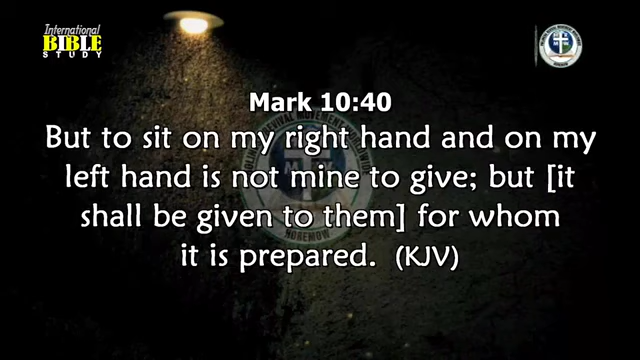 International
BIBLE
STUDY
Mark 10:40
But to sit on my right hand and on my
left hand is not mine to give; but [it
shall be given to them] for whom
it is prepared. (KJV)